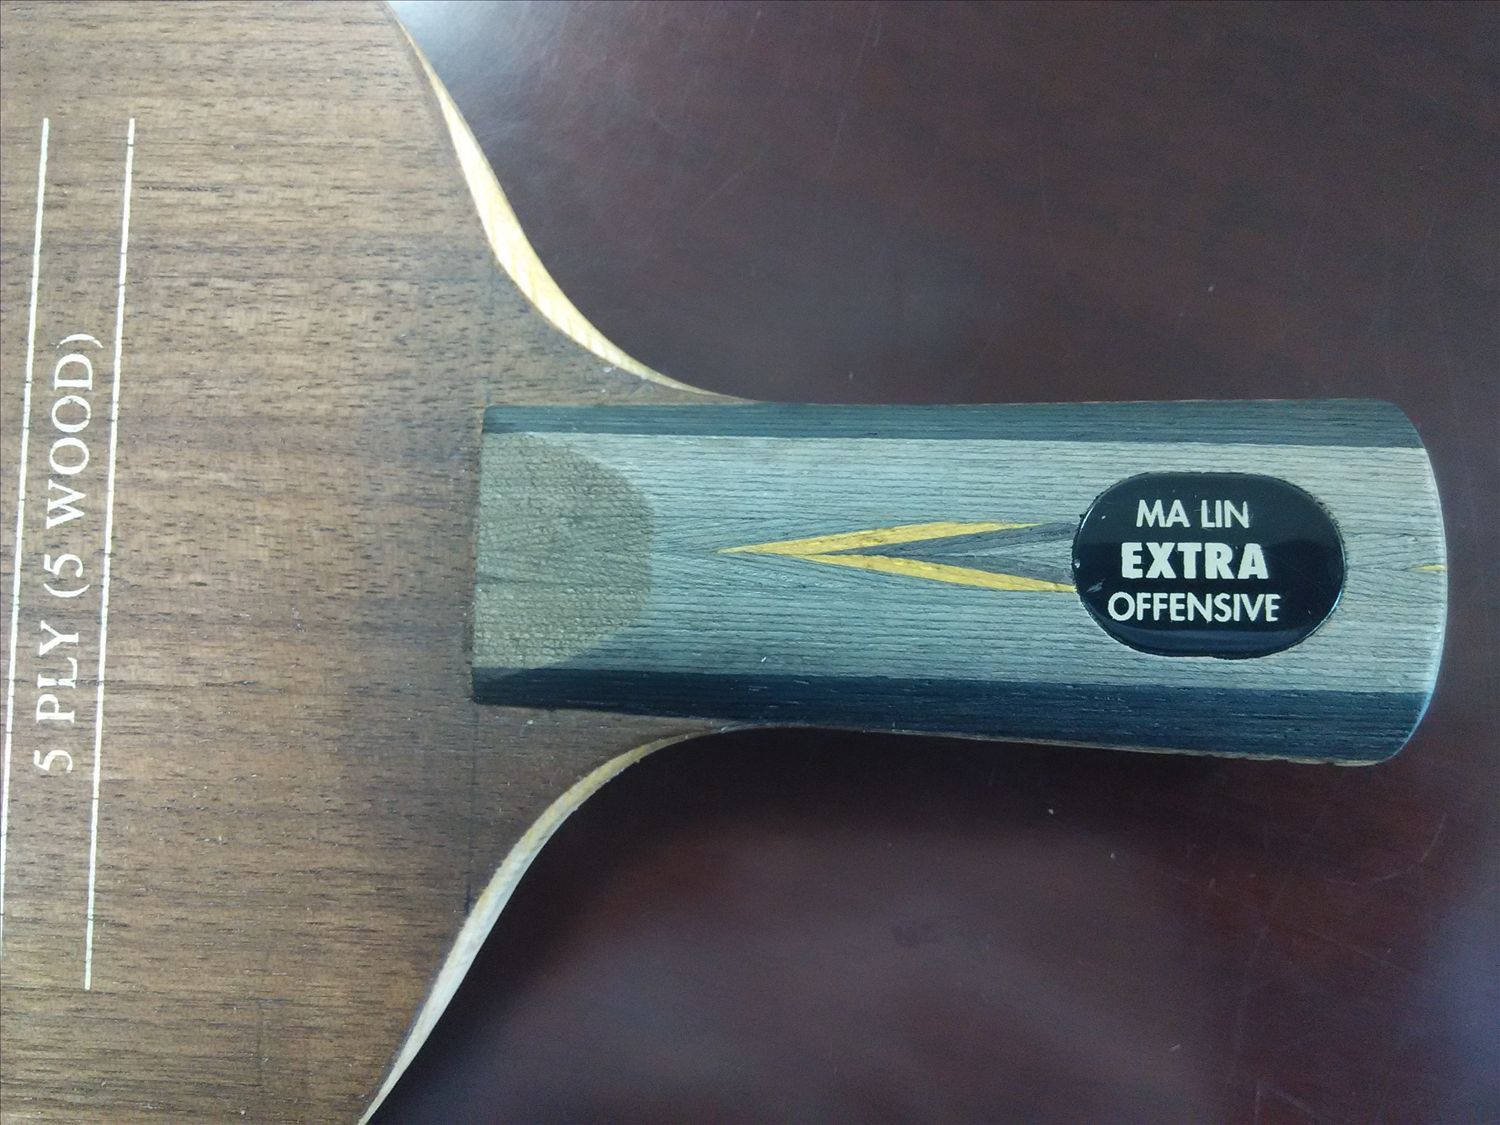 5 PLY (5 WOOD)
MA LIN
EXTRA
OFFENSIVE